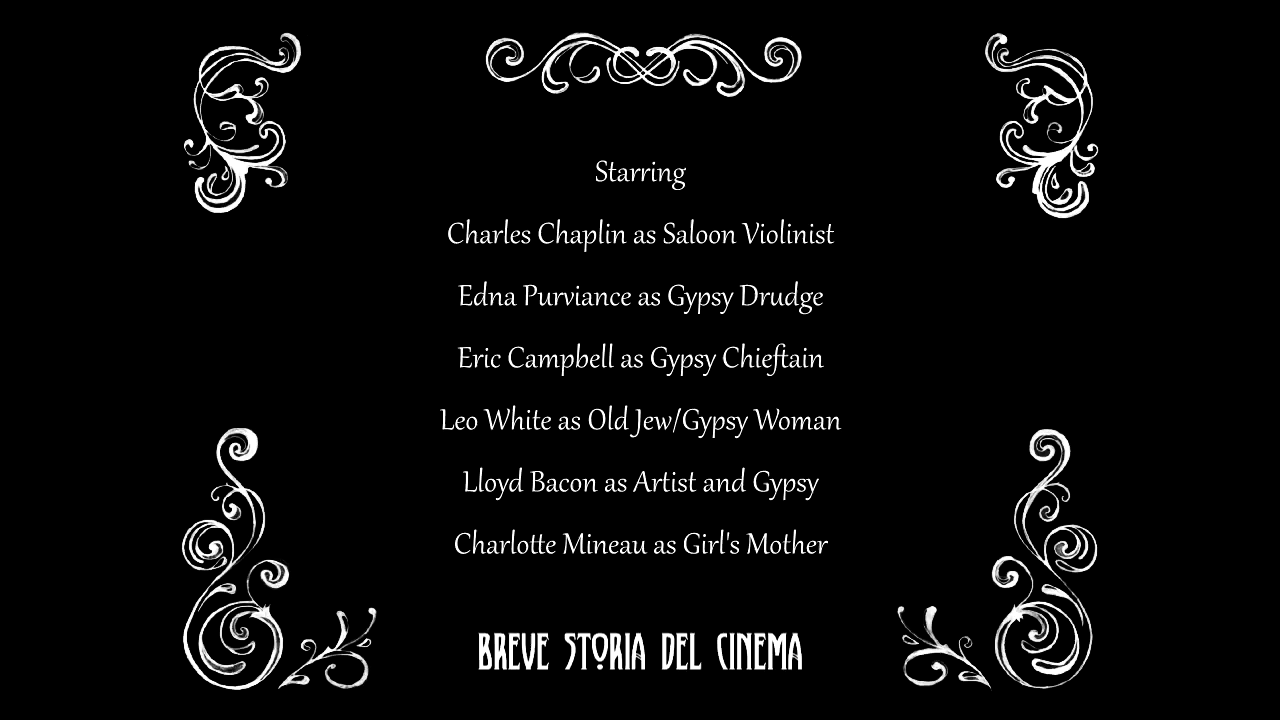 Starring
Charles Chaplin as Saloon Violinist
Edna Purviance as Gypsy Drudge
Eric Campbell as Gypsy Chieftain
Leo White as Old Jew/Gypsy Woman
Lloyd Bacon as Artist and Gypsy
Charlotte Mineau as Girl's Mother
BREVE STORIA DEL CINEMA